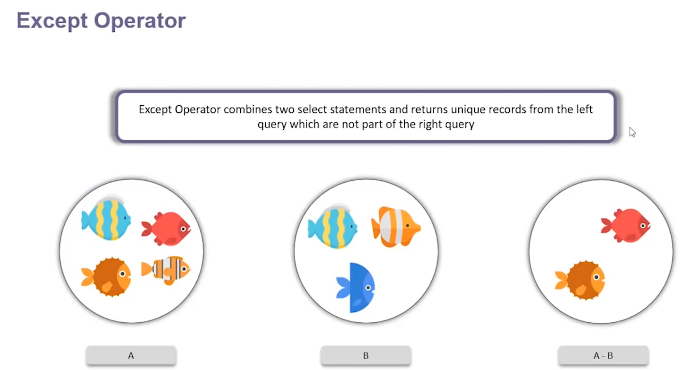 Except Operator
Except Operator combines two select statements and returns unique records from the left
query which are not part of the right query
A
B
A - B